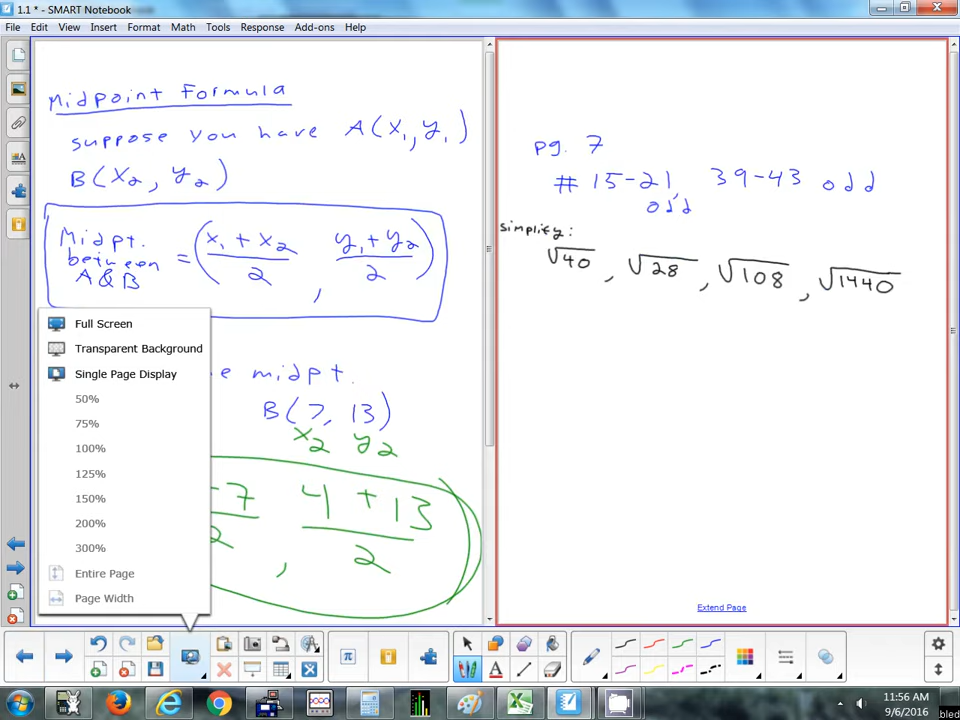 1.1 * - SMART Notebook
File Edit View Insert Format Math Tools Response Add-ons Help
Midpoint Formula
suppose you have A(x₁, y₁)
B(x₂, y₂)
Midpt. between A&B = (x₁ + x₂ / 2 , y₁ + y₂ / 2)
e midpt.
B(7, 13)
x₂ y₂
7 / 2 , 4 + 13 / 2
Full Screen
Transparent Background
Single Page Display
50%
75%
100%
125%
150%
200%
300%
Entire Page
Page Width
pg. 7
# 15-21, odd 39-43 odd
simplify:
√40 , √28 , √108 , √1440
Extend Page
11:56 AM
9/6/2016
bled